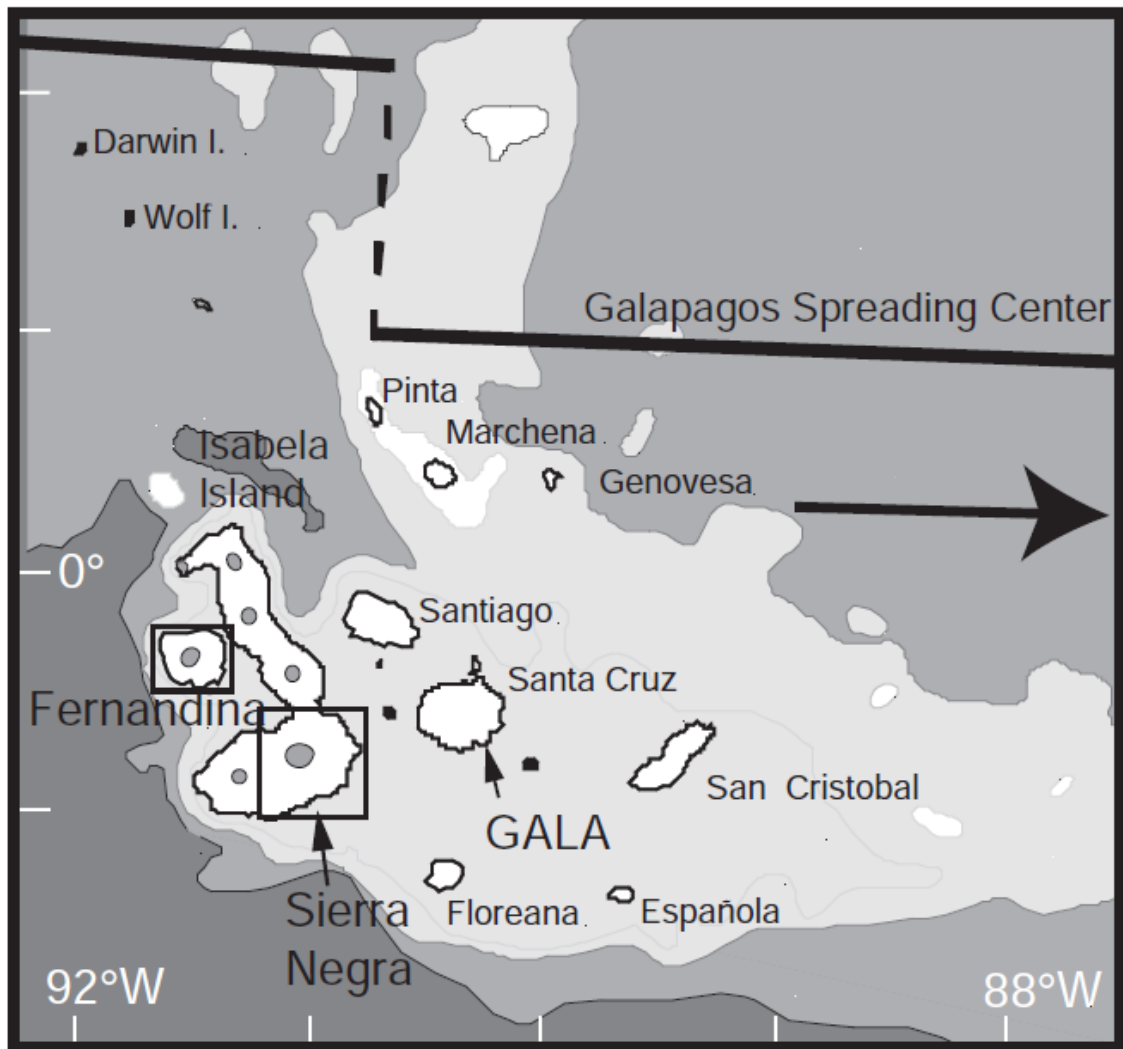 Darwin I.
Wolf I.
Galapagos Spreading Center
Pinta
Marchena
Isabela
Island
Genovesa
0°
Santiago
Santa Cruz
Fernandina
San Cristobal
GALA
Sierra
Negra
Floreana
Española
92°W
88°W